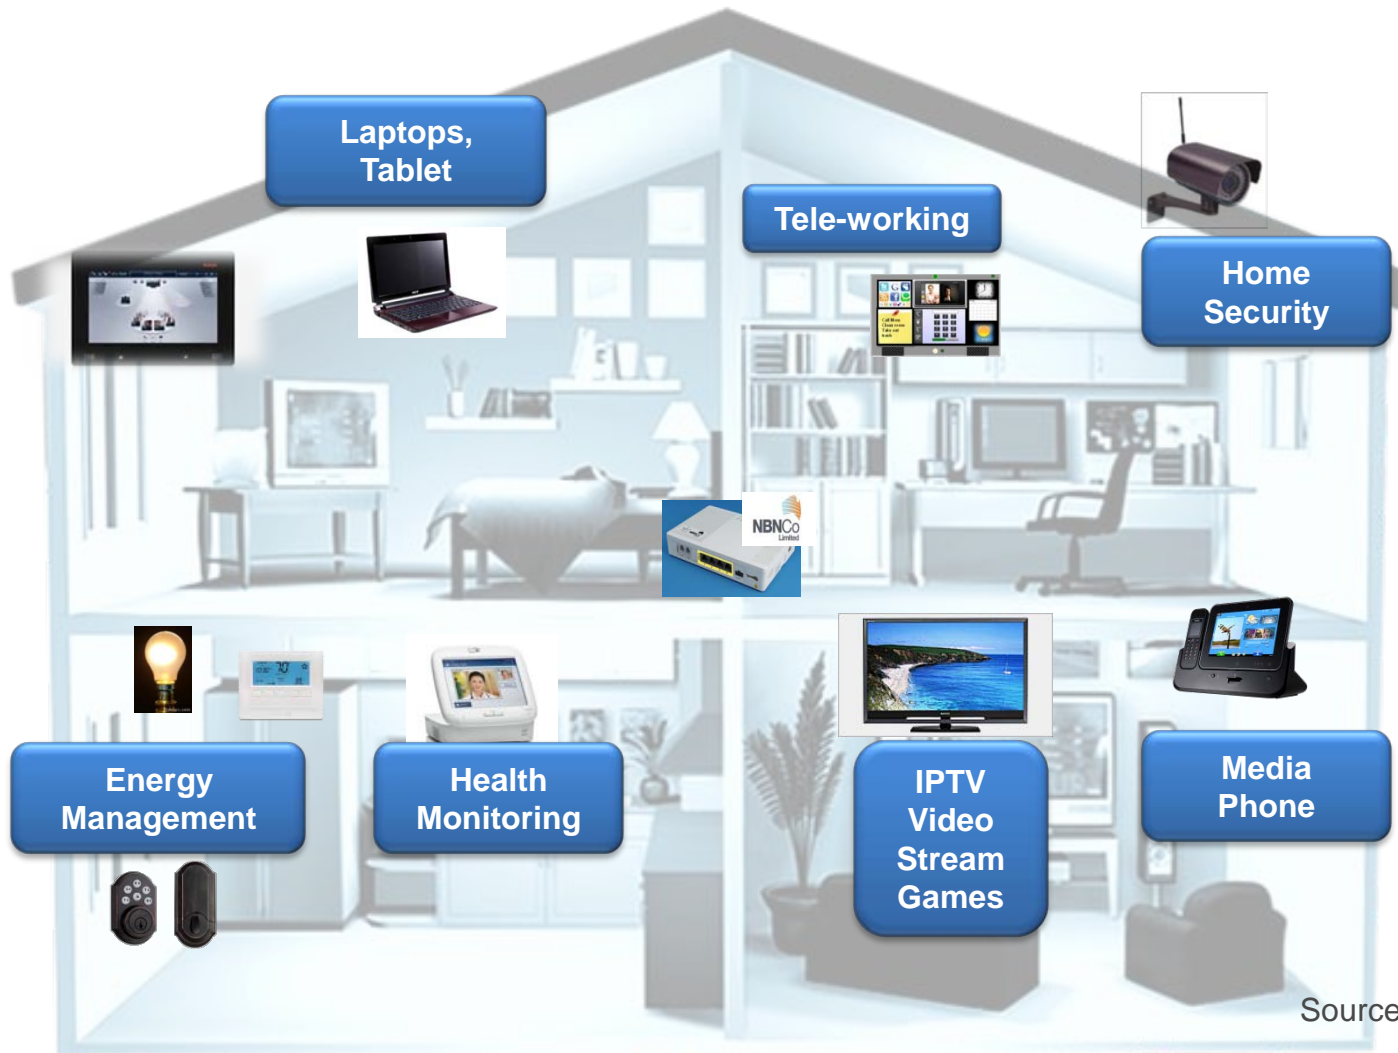 Laptops,
Tablet
Tele-working
Home
Security
NBNCo
Limited
70
Energy
Management
Health
Monitoring
IPTV
Video
Stream
Games
Media
Phone
Source